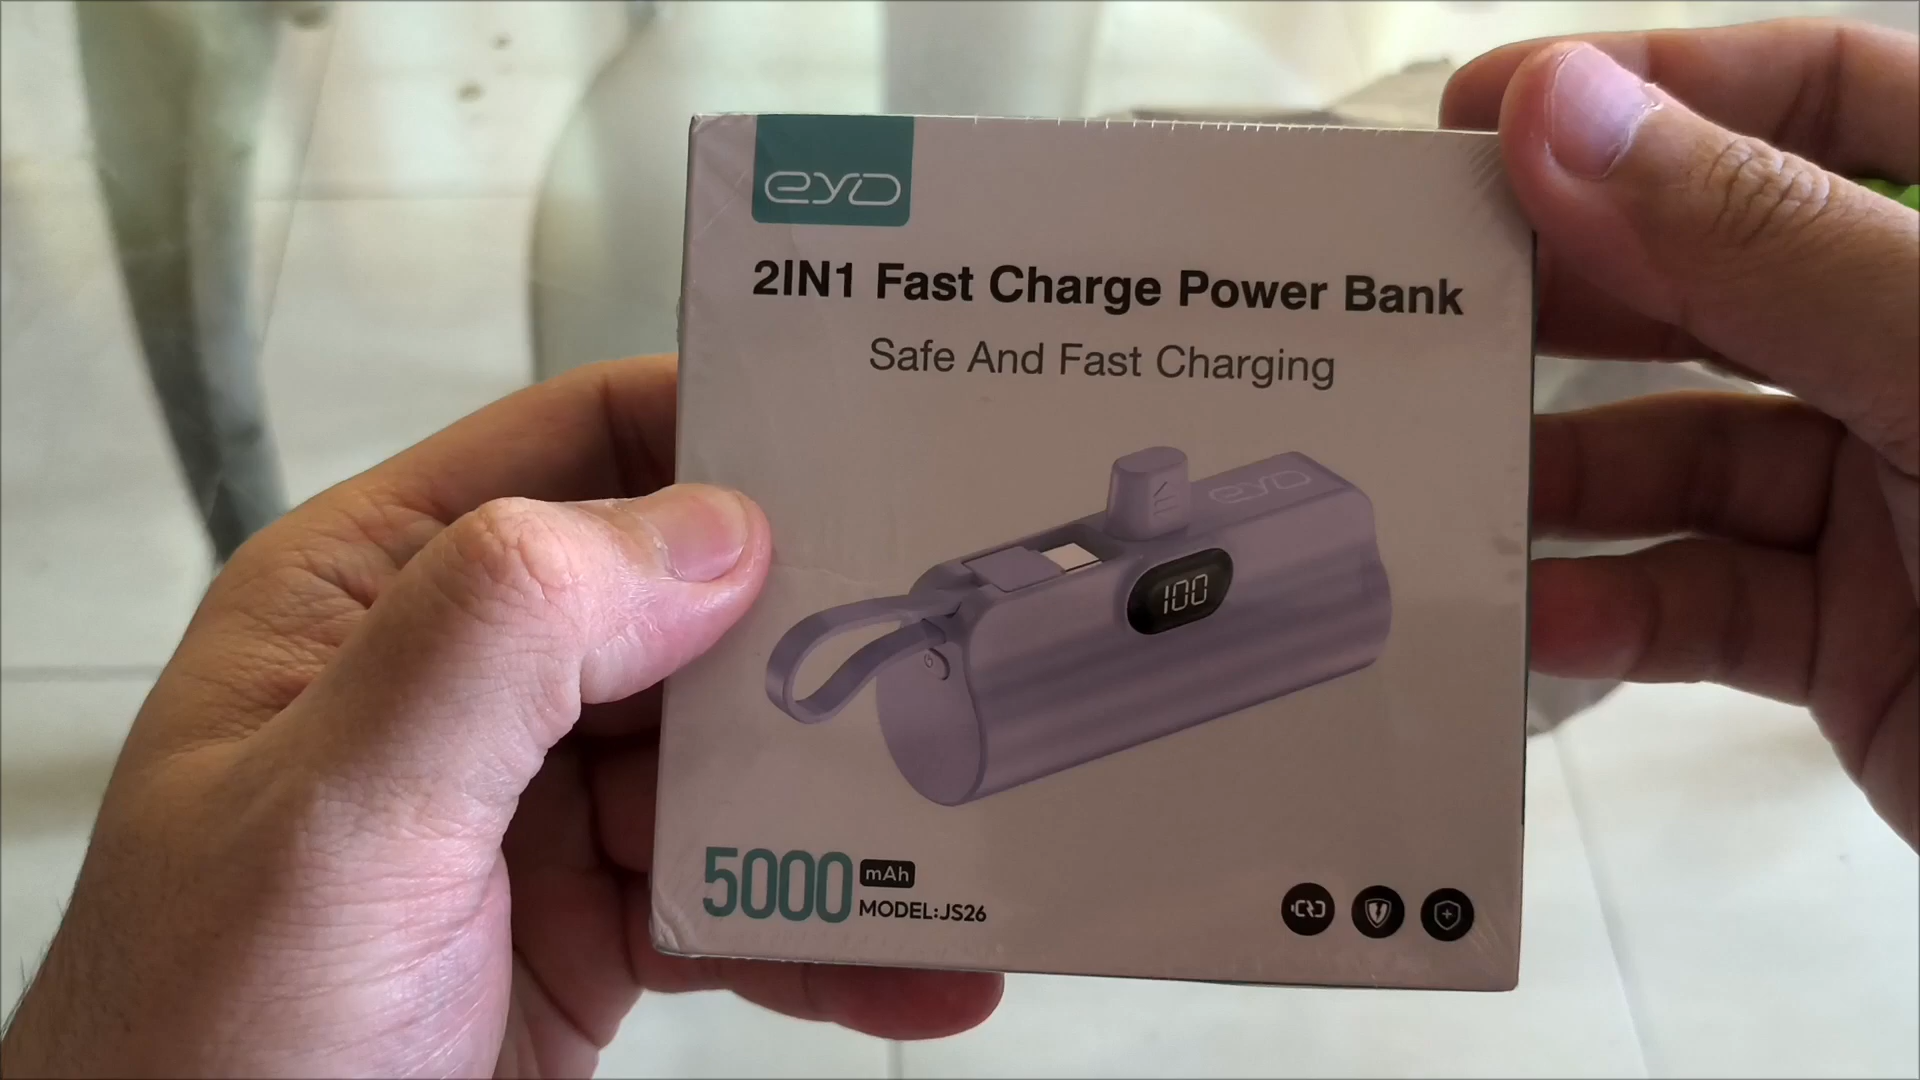 eyd
2IN1 Fast Charge Power Bank
Safe And Fast Charging
eyd
100
5000 mAh
MODEL:JS26